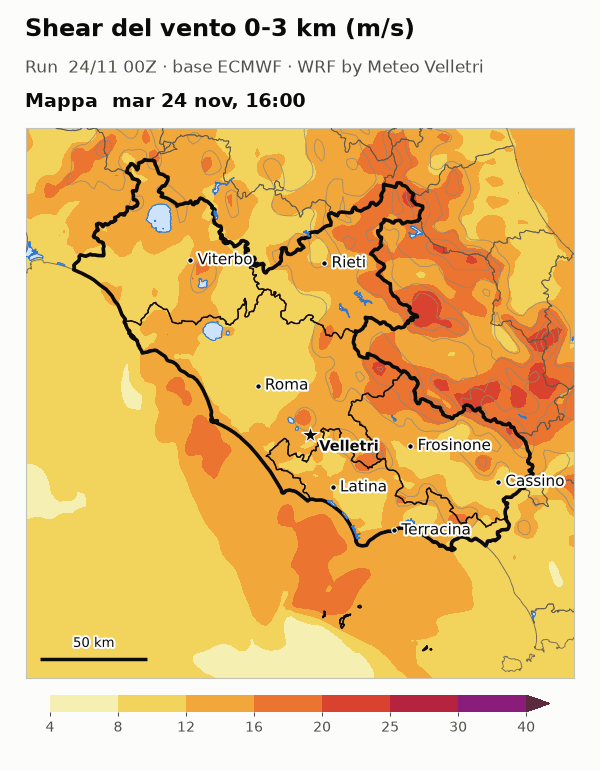 Shear del vento 0-3 km (m/s)
Run  24/11 00Z · base ECMWF · WRF by Meteo Velletri
Mappa  mar 24 nov, 16:00
Viterbo
Rieti
Roma
Velletri
Frosinone
Latina
Cassino
Terracina
50 km
4 8 12 16 20 25 30 40